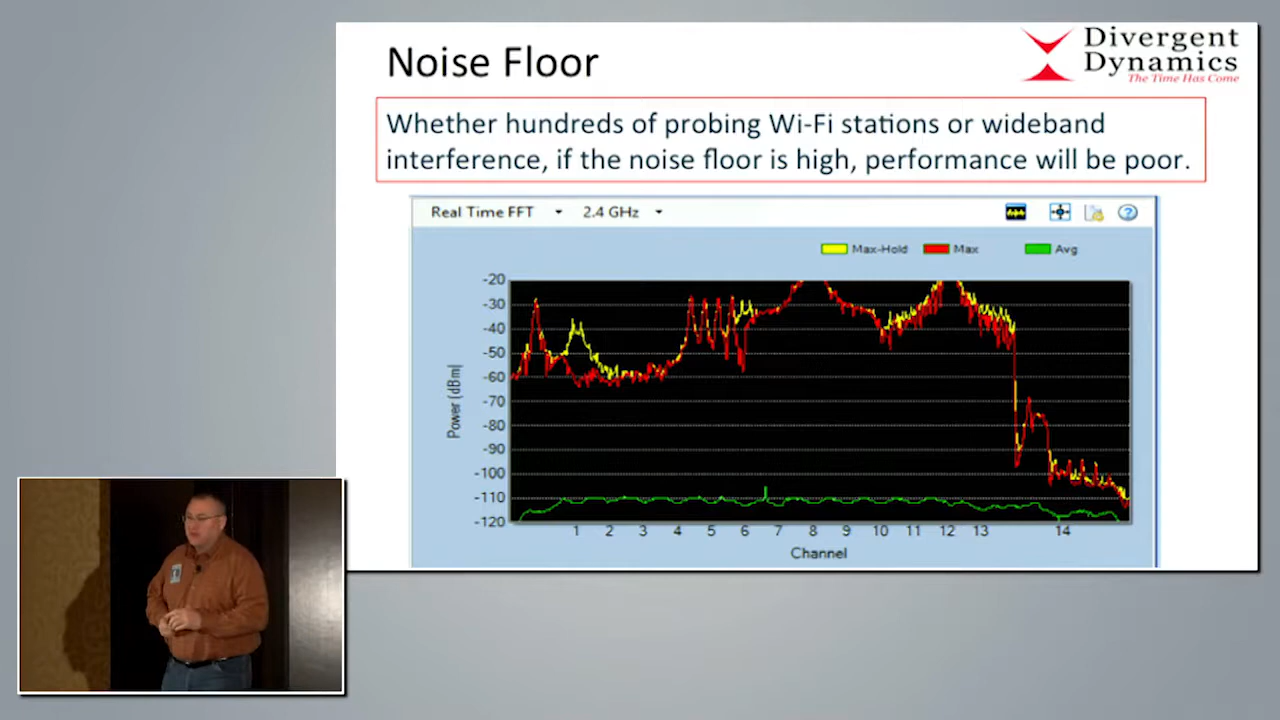 Noise Floor
Divergent
Dynamics
The Time Has Come
Whether hundreds of probing Wi-Fi stations or wideband
interference, if the noise floor is high, performance will be poor.
Real Time FFT 2.4 GHz
Max-Hold Max Avg
-20
-30
-40
-50
-60
-70
-80
-90
-100
-110
-120
Power (dBm)
1 2 3 4 5 6 7 8 9 10 11 12 13 14
Channel